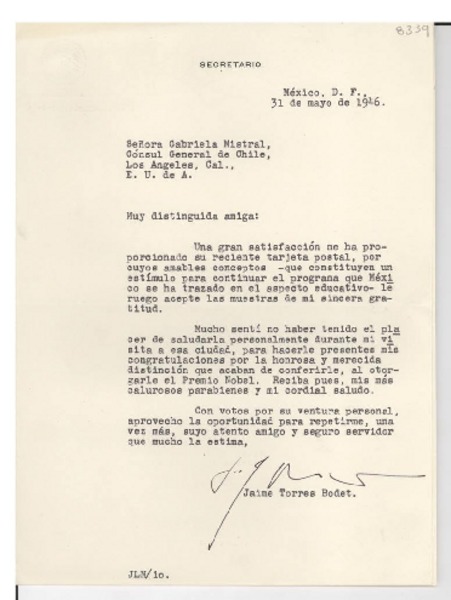 8339
SECRETARIO
México, D. F.,
31 de mayo de 1946.
Señora Gabriela Mistral,
Cónsul General de Chile,
Los Angeles, Cal.,
E. U. de A.
Muy distinguida amiga:
Una gran satisfacción me ha pro-
porcionado su reciente tarjeta postal, por
cuyos amables conceptos -que constituyen un
estímulo para continuar el programa que Méxi
co se ha trazado en el aspecto educativo- le
ruego acepte las muestras de mi sincera gra-
titud.
Mucho sentí no haber tenido el pla
cer de saludarla personalmente durante mi vi
sita a esa ciudad, para hacerle presentes mis
congratulaciones por la honrosa y merecida
distinción que acaban de conferirle, al otor-
garle el Premio Nobel. Reciba pues, mis más
calurosos parabienes y mi cordial saludo.
Con votos por su ventura personal,
aprovecho la oportunidad para repetirme, una
vez más, suyo atento amigo y seguro servidor
que mucho la estima,
Jaime Torres Bodet.
JLM/lo.